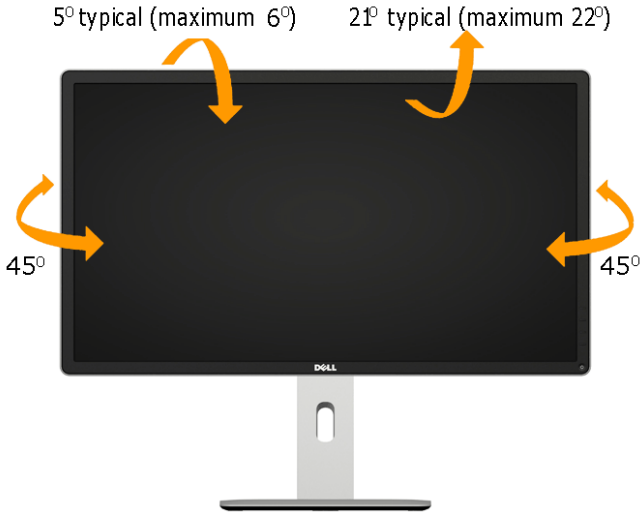 5⁰ typical (maximum 6⁰)
21⁰ typical (maximum 22⁰)
45⁰
45⁰
DELL